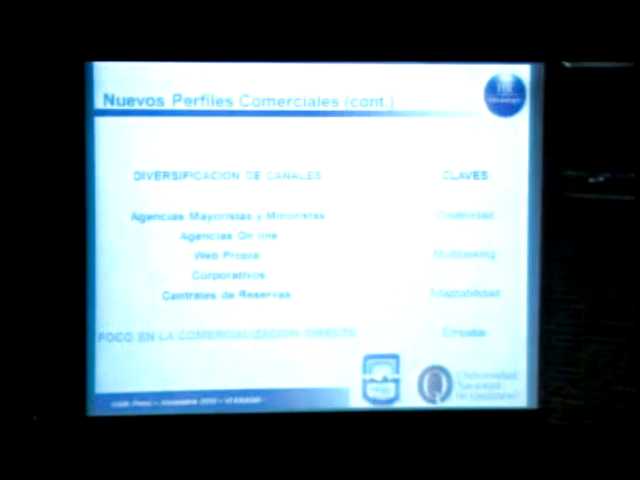 Nuevos Perfiles Comerciales (cont.)
DIVERSIFICACION DE CANALES
CLAVES
Agencias Mayoristas y Minoristas
Creatividad
Agencias On line
Web Propia
Multitasking
Corporativos
Centrales de Reservas
Adaptabilidad
FOCO EN LA COMERCIALIZACION DIRECTA
Empatia
Universidad
Nacional
de Quilmes